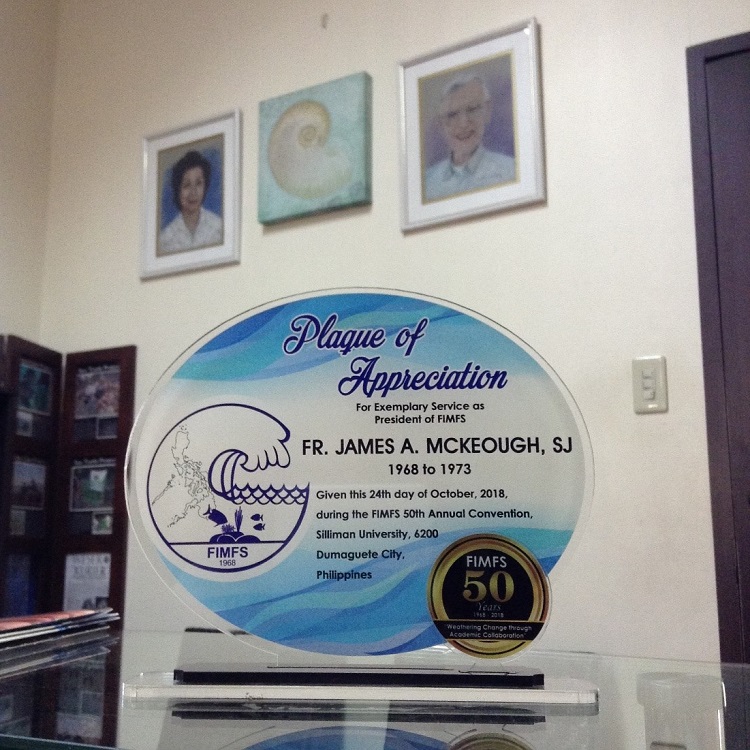 Plaque of
Appreciation
For Exemplary Service as
President of FIMFS
FR. JAMES A. MCKEOUGH, SJ
1968 to 1973
Given this 24th day of October, 2018,
during the FIMFS 50th Annual Convention,
Silliman University, 6200
Dumaguete City,
Philippines
FIMFS
1968
FIMFS
50
Years
1968 - 2018
"Weathering Change through
Academic Collaboration"